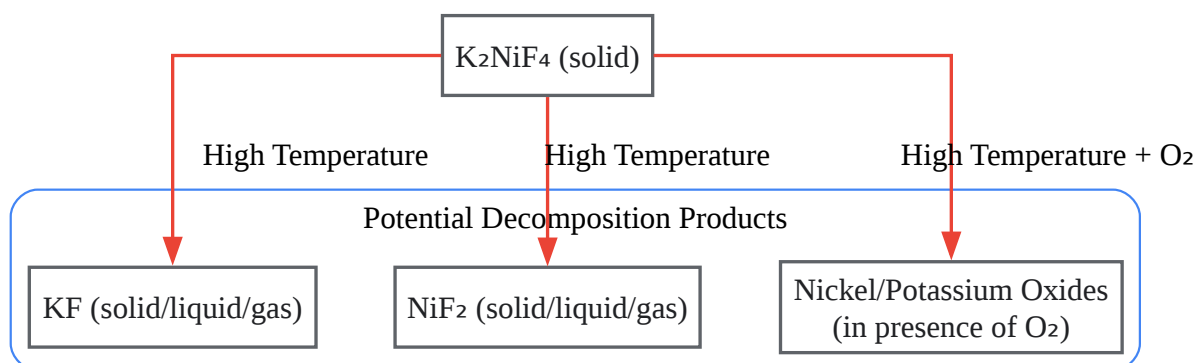 K₂NiF₄ (solid)
High Temperature
High Temperature
High Temperature + O₂
Potential Decomposition Products
KF (solid/liquid/gas)
NiF₂ (solid/liquid/gas)
Nickel/Potassium Oxides
(in presence of O₂)